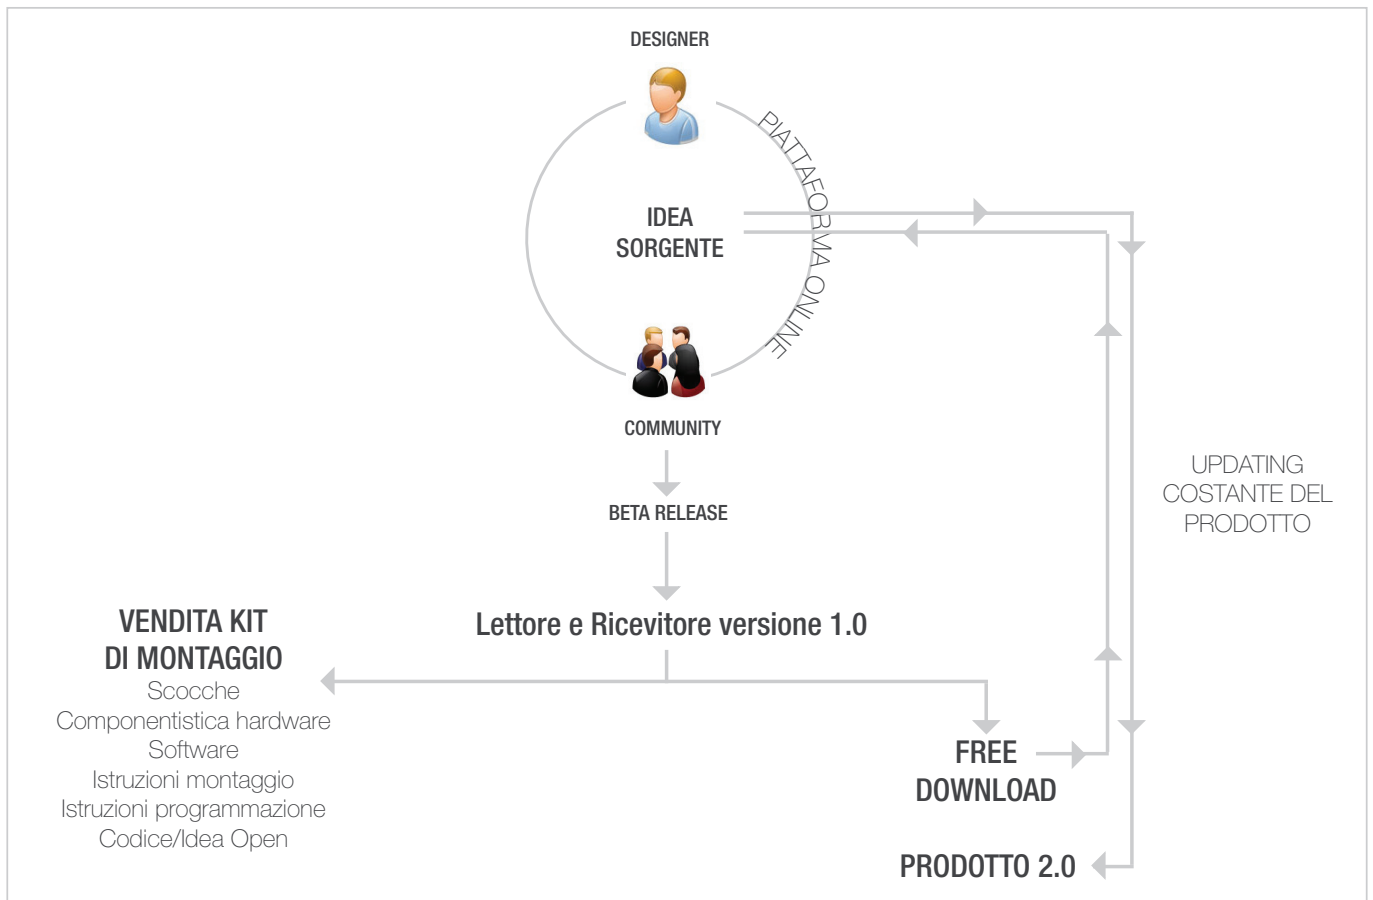 DESIGNER
PIATTAFORMA ONLINE
IDEA
SORGENTE
COMMUNITY
BETA RELEASE
UPDATING
COSTANTE DEL
PRODOTTO
Lettore e Ricevitore versione 1.0
VENDITA KIT
DI MONTAGGIO
Scocche
Componentistica hardware
Software
Istruzioni montaggio
Istruzioni programmazione
Codice/Idea Open
FREE
DOWNLOAD
PRODOTTO 2.0